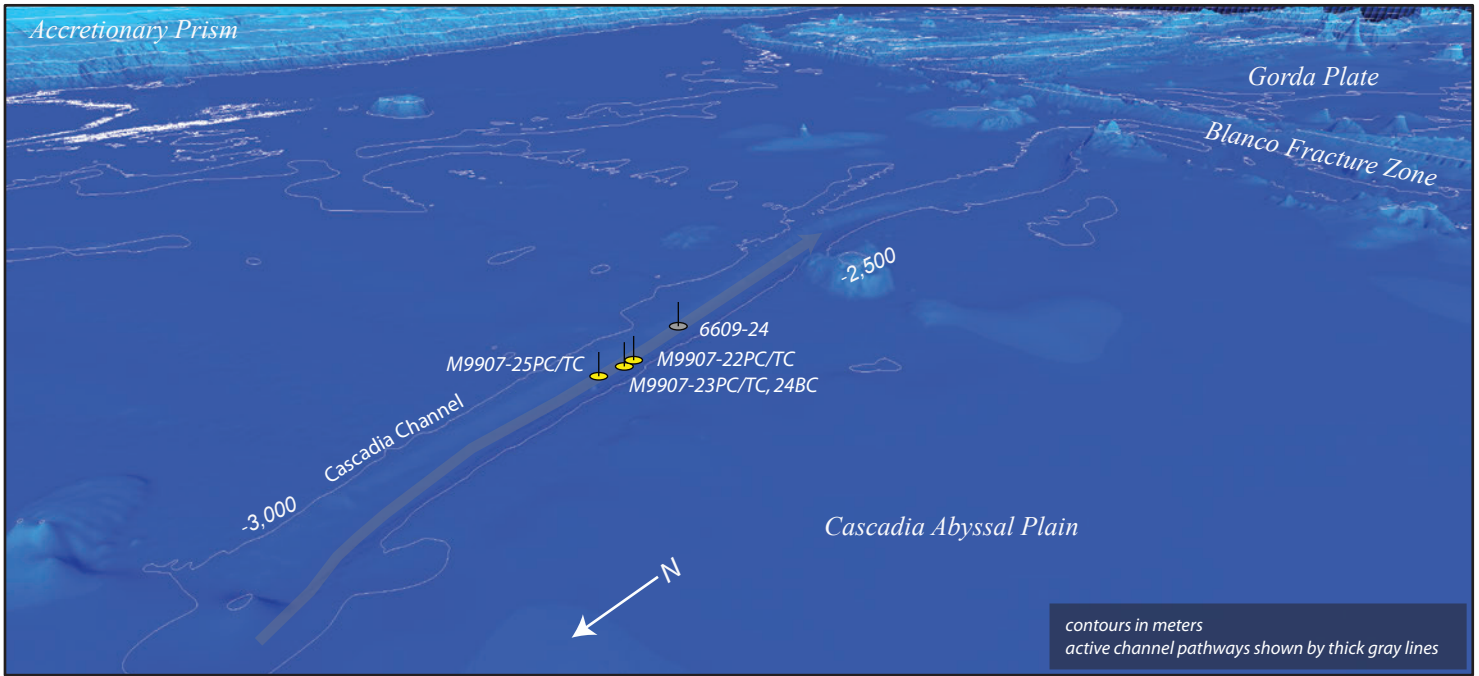 Accretionary Prism
Gorda Plate
Blanco Fracture Zone
-2,500
6609-24
M9907-25PC/TC
M9907-22PC/TC
M9907-23PC/TC, 24BC
Cascadia Channel
-3,000
Cascadia Abyssal Plain
N
contours in meters
active channel pathways shown by thick gray lines